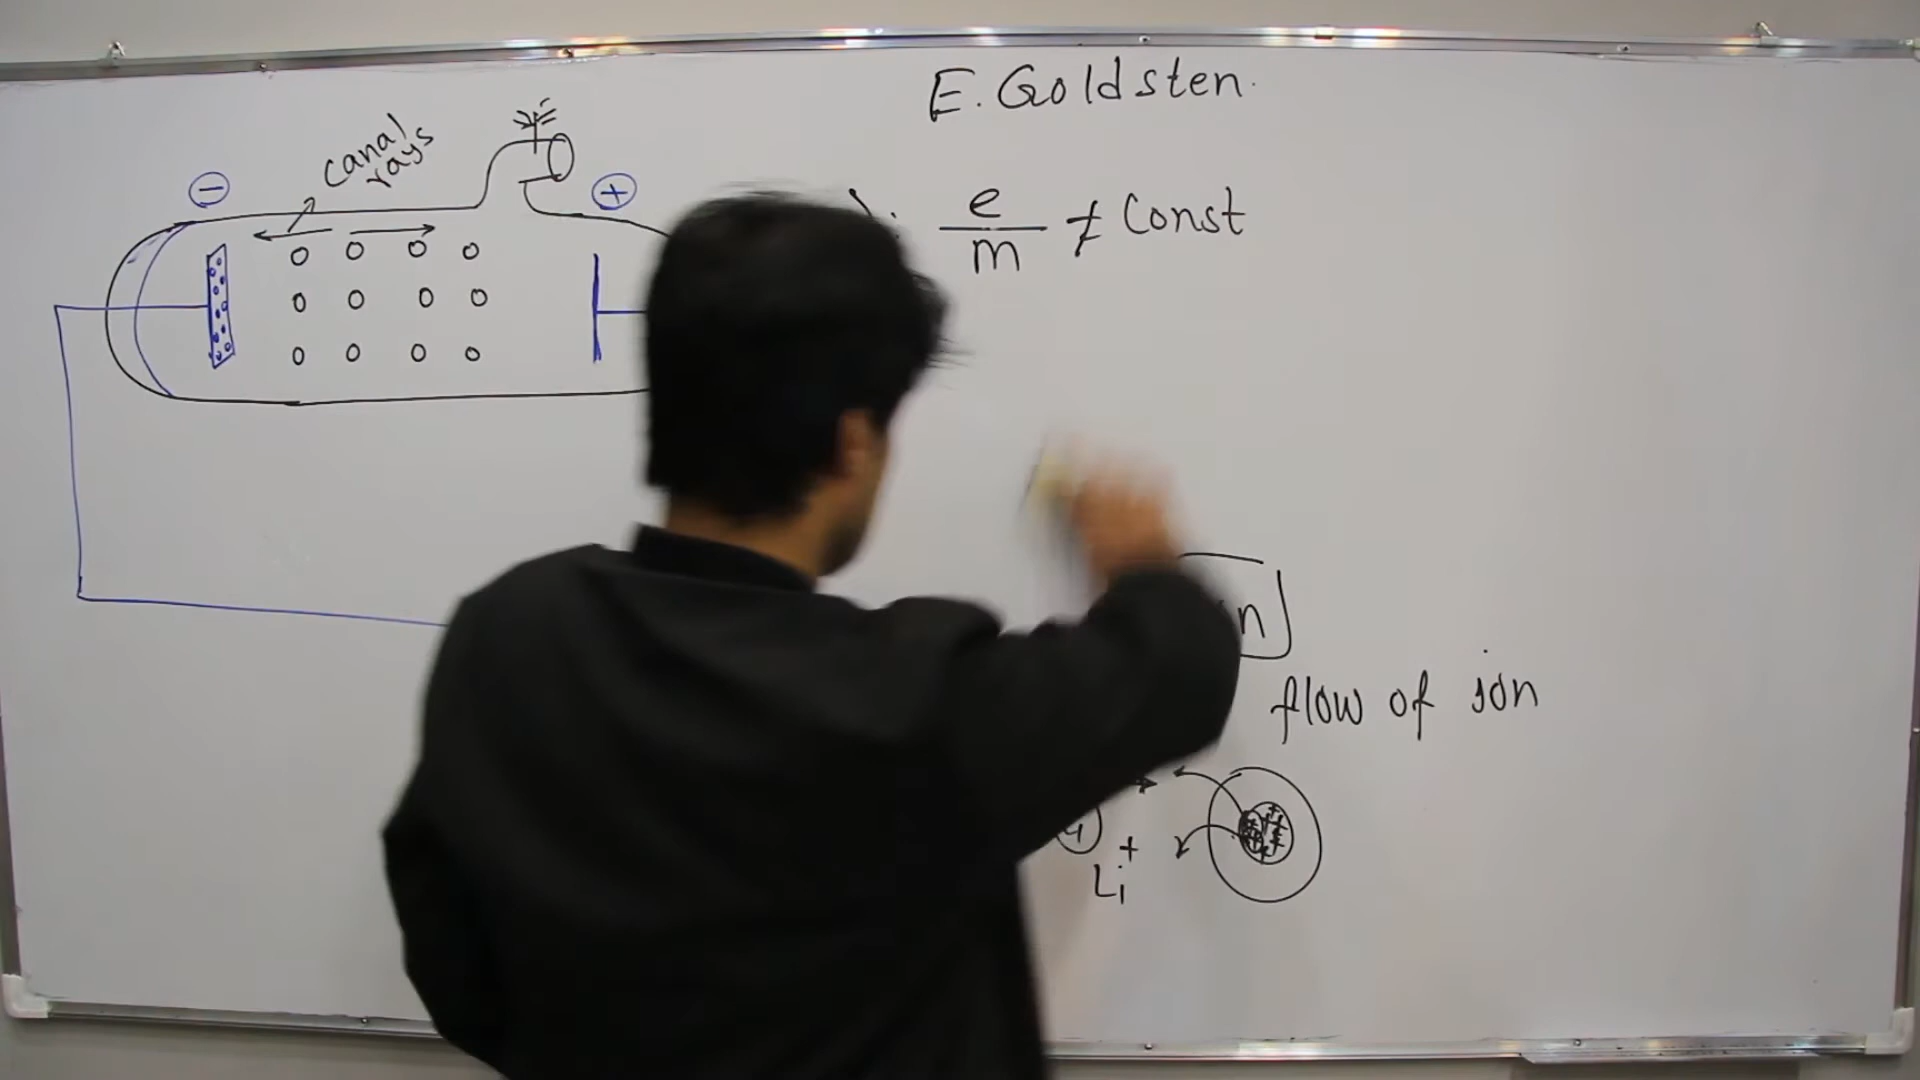 E. Goldsten.
canal
rays
−
+
e
m
≠ Const
n
flow of ion
Li+